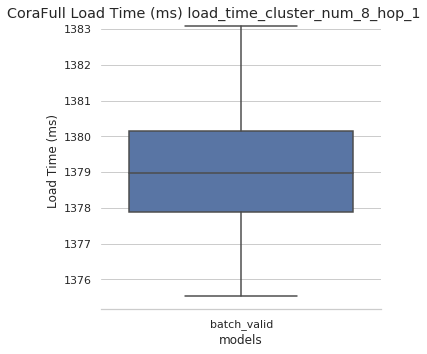 CoraFull Load Time (ms) load_time_cluster_num_8_hop_1
1383
1382
1381
1380
1379
1378
1377
1376
Load Time (ms)
batch_valid
models